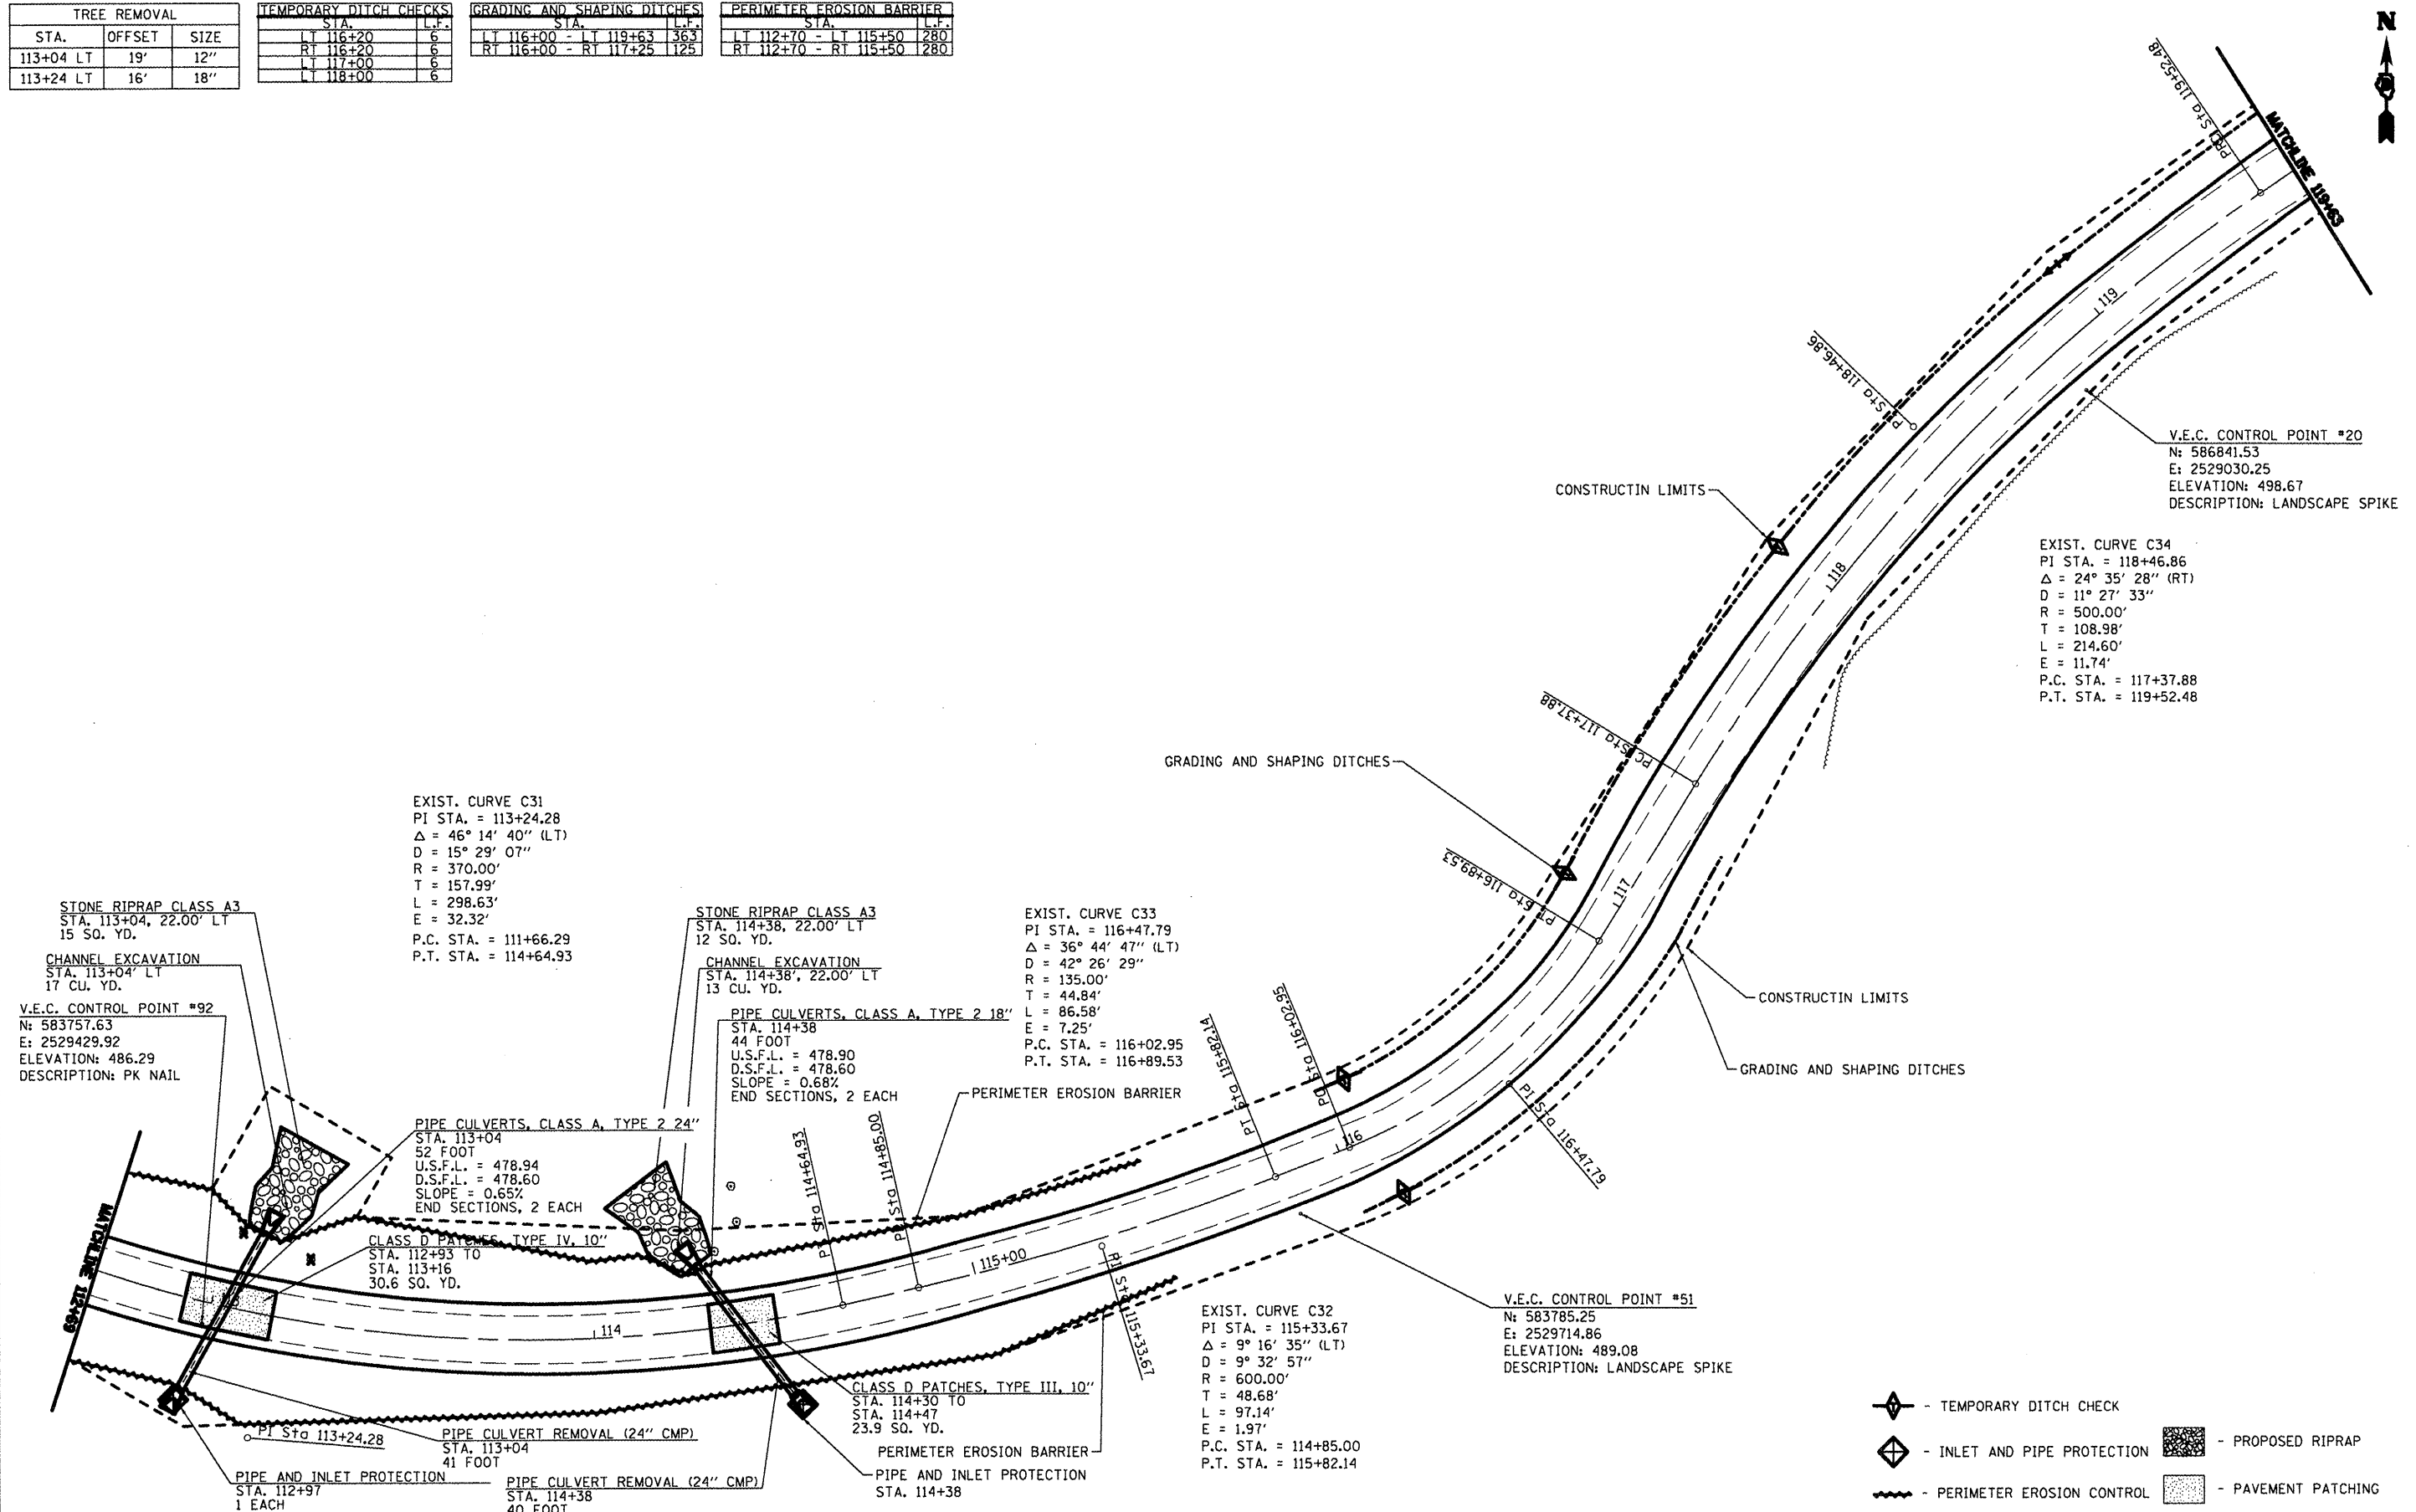 TREE REMOVAL
STA. OFFSET SIZE
113+04 LT 19' 12"
113+24 LT 16' 18"
TEMPORARY DITCH CHECKS
STA. L.F.
LT 116+20 6
RT 116+20 6
LT 117+00 6
LT 118+00 6
GRADING AND SHAPING DITCHES
STA. L.F.
LT 116+00 - LT 119+63 363
RT 116+00 - RT 117+25 125
PERIMETER EROSION BARRIER
STA. L.F.
LT 112+70 - LT 115+50 280
RT 112+70 - RT 115+50 280
N
Sta 119+52.48
MATCHLINE 119+63
119
PI Sta 118+46.86
V.E.C. CONTROL POINT #20
N: 586841.53
E: 2529030.25
ELEVATION: 498.67
DESCRIPTION: LANDSCAPE SPIKE
CONSTRUCTIN LIMITS
118
EXIST. CURVE C34
PI STA. = 118+46.86
Δ = 24° 35' 28" (RT)
D = 11° 27' 33"
R = 500.00'
T = 108.98'
L = 214.60'
E = 11.74'
P.C. STA. = 117+37.88
P.T. STA. = 119+52.48
PC Sta 117+37.88
GRADING AND SHAPING DITCHES
PT Sta 116+89.53
117
EXIST. CURVE C31
PI STA. = 113+24.28
Δ = 46° 14' 40" (LT)
D = 15° 29' 07"
R = 370.00'
T = 157.99'
L = 298.63'
E = 32.32'
P.C. STA. = 111+66.29
P.T. STA. = 114+64.93
STONE RIPRAP CLASS A3
STA. 113+04, 22.00' LT
15 SQ. YD.
CHANNEL EXCAVATION
STA. 113+04' LT
17 CU. YD.
V.E.C. CONTROL POINT #92
N: 583757.63
E: 2529429.92
ELEVATION: 486.29
DESCRIPTION: PK NAIL
STONE RIPRAP CLASS A3
STA. 114+38, 22.00' LT
12 SQ. YD.
CHANNEL EXCAVATION
STA. 114+38', 22.00' LT
13 CU. YD.
PIPE CULVERTS, CLASS A, TYPE 2 18"
STA. 114+38
44 FOOT
U.S.F.L. = 478.90
D.S.F.L. = 478.60
SLOPE = 0.68%
END SECTIONS, 2 EACH
EXIST. CURVE C33
PI STA. = 116+47.79
Δ = 36° 44' 47" (LT)
D = 42° 26' 29"
R = 135.00'
T = 44.84'
L = 86.58'
E = 7.25'
P.C. STA. = 116+02.95
P.T. STA. = 116+89.53
CONSTRUCTIN LIMITS
GRADING AND SHAPING DITCHES
PERIMETER EROSION BARRIER
PT Sta 115+82.14
PC Sta 116+02.95
116
PI Sta 116+47.79
PIPE CULVERTS, CLASS A, TYPE 2 24"
STA. 113+04
52 FOOT
U.S.F.L. = 478.94
D.S.F.L. = 478.60
SLOPE = 0.65%
END SECTIONS, 2 EACH
CLASS D PATCHES, TYPE IV, 10"
STA. 112+93 TO
STA. 113+16
30.6 SQ. YD.
Sta 114+64.93
Sta 114+85.00
115+00
PI Sta 115+33.67
MATCHLINE 112+69
114
EXIST. CURVE C32
PI STA. = 115+33.67
Δ = 9° 16' 35" (LT)
D = 9° 32' 57"
R = 600.00'
T = 48.68'
L = 97.14'
E = 1.97'
P.C. STA. = 114+85.00
P.T. STA. = 115+82.14
V.E.C. CONTROL POINT #51
N: 583785.25
E: 2529714.86
ELEVATION: 489.08
DESCRIPTION: LANDSCAPE SPIKE
CLASS D PATCHES, TYPE III, 10"
STA. 114+30 TO
STA. 114+47
23.9 SQ. YD.
PERIMETER EROSION BARRIER
PIPE AND INLET PROTECTION
STA. 114+38
PI Sta 113+24.28
PIPE CULVERT REMOVAL (24" CMP)
STA. 113+04
41 FOOT
PIPE AND INLET PROTECTION
STA. 112+97
1 EACH
PIPE CULVERT REMOVAL (24" CMP)
STA. 114+38
40 FOOT
- TEMPORARY DITCH CHECK
- INLET AND PIPE PROTECTION
- PERIMETER EROSION CONTROL
- PROPOSED RIPRAP
- PAVEMENT PATCHING